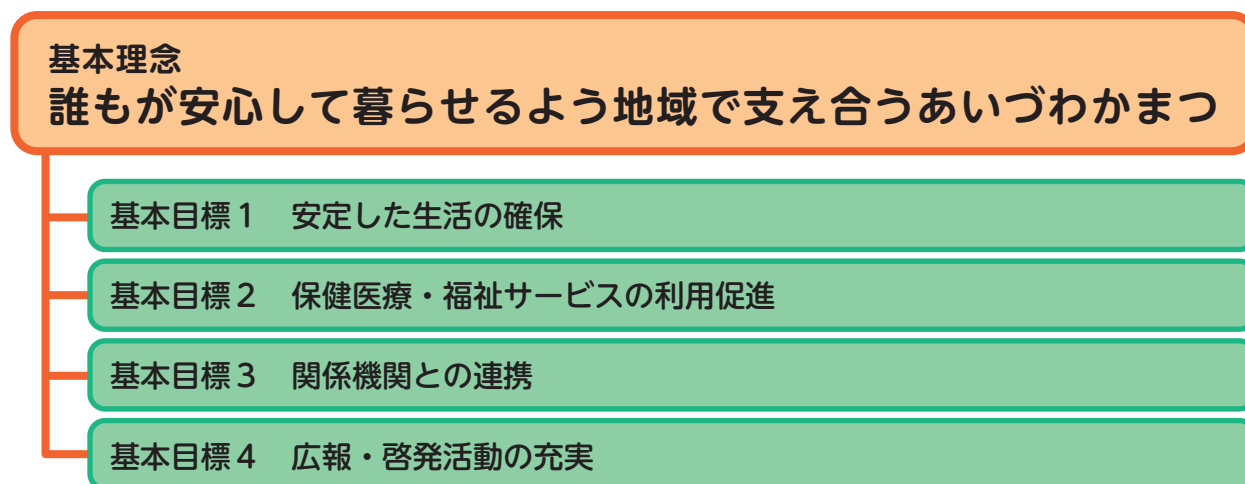 基本理念
誰もが安心して暮らせるよう地域で支え合うあいづわかまつ
基本目標1　安定した生活の確保
基本目標2　保健医療・福祉サービスの利用促進
基本目標3　関係機関との連携
基本目標4　広報・啓発活動の充実